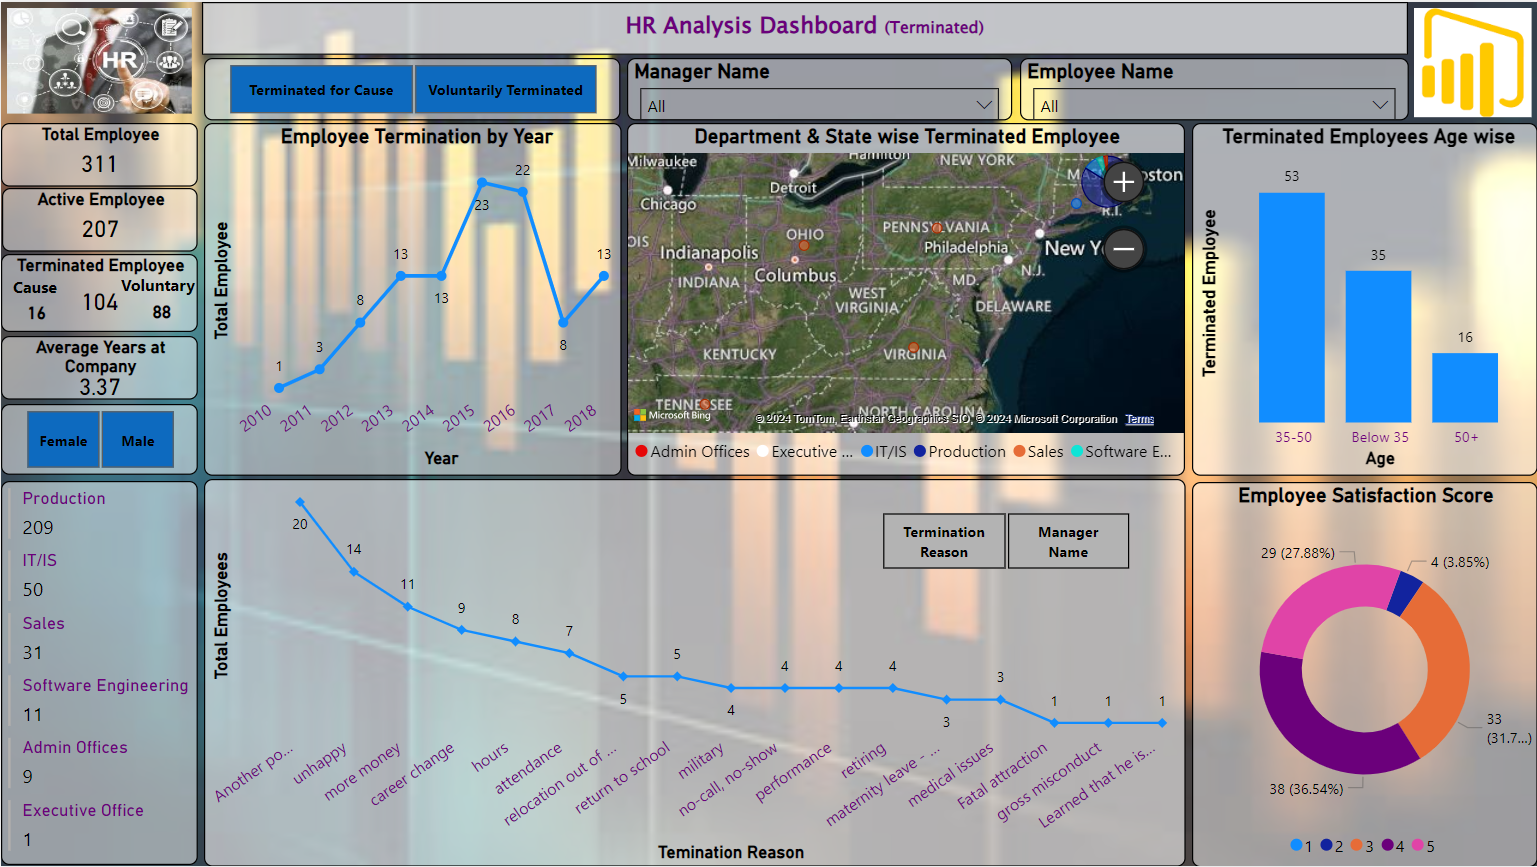 HR Analysis Dashboard (Terminated)
HR
Terminated for Cause
Voluntarily Terminated
Manager Name
All
Employee Name
All
Total Employee
311
Active Employee
207
Terminated Employee
Cause
Voluntary
104
16
88
Average Years at
Company
3.37
Female
Male
Production
209
IT/IS
50
Sales
31
Software Engineering
11
Admin Offices
9
Executive Office
1
Employee Termination by Year
Total Employee
1
3
8
13
13
23
22
8
13
2010
2011
2012
2013
2014
2015
2016
2017
2018
Year
Department & State wise Terminated Employee
Milwaukee
Hamilton
NEW YORK
Detroit
Chicago
OIS
OHIO
PENNSYLVANIA
Indianapolis
Philadelphia
New Y
Columbus
N.J.
INDIANA
MD.
WEST
VIRGINIA
DELAWARE
KENTUCKY
VIRGINIA
TENNESSEE
NORTH CAROLINA
MA
oston
R.I.
Microsoft Bing
© 2024 TomTom, Earthstar Geographics SIO, © 2024 Microsoft Corporation Terms
Admin Offices
Executive ...
IT/IS
Production
Sales
Software E...
Terminated Employees Age wise
Terminated Employee
53
35
16
35-50
Below 35
50+
Age
Total Employees
Termination
Reason
Manager
Name
20
14
11
9
8
7
5
5
4
4
4
4
3
3
1
1
1
Another po...
unhappy
more money
career change
hours
attendance
relocation out of ...
return to school
military
no-call, no-show
performance
retiring
maternity leave - ...
medical issues
Fatal attraction
gross misconduct
Learned that he is...
Temination Reason
Employee Satisfaction Score
29 (27.88%)
4 (3.85%)
33
(31.7...)
38 (36.54%)
1
2
3
4
5